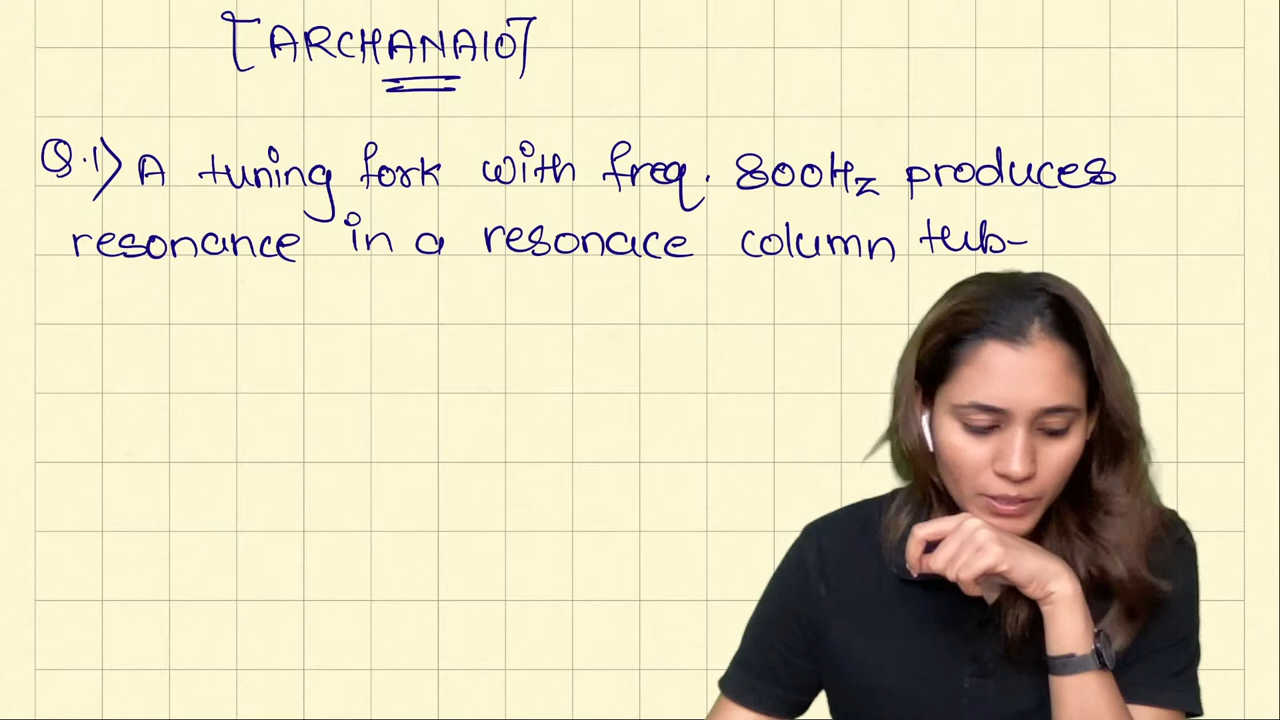 [ARCHANA10]
Q.1) A tuning fork with freq. 800Hz produces
resonance in a resonace column tub-